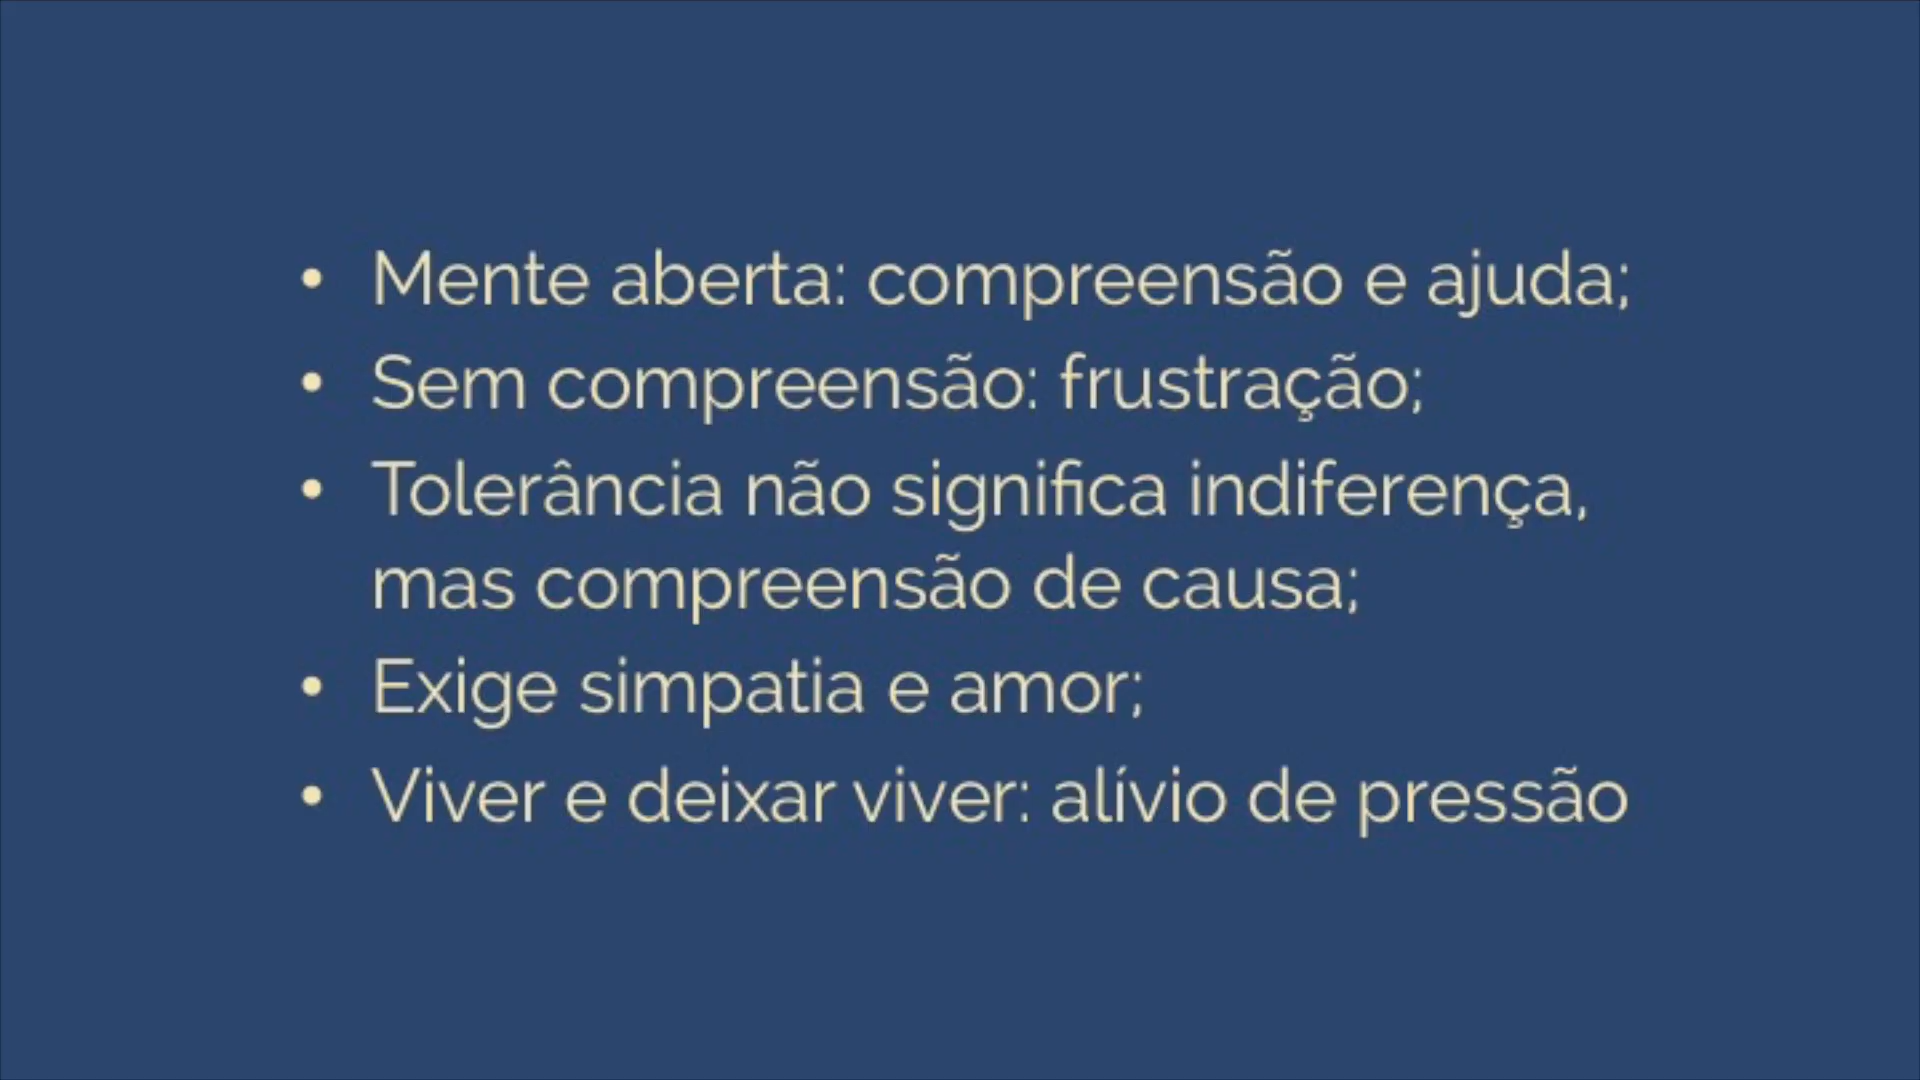 • Mente aberta: compreensão e ajuda;
• Sem compreensão: frustração;
• Tolerância não significa indiferença,
mas compreensão de causa;
• Exige simpatia e amor;
• Viver e deixar viver: alívio de pressão